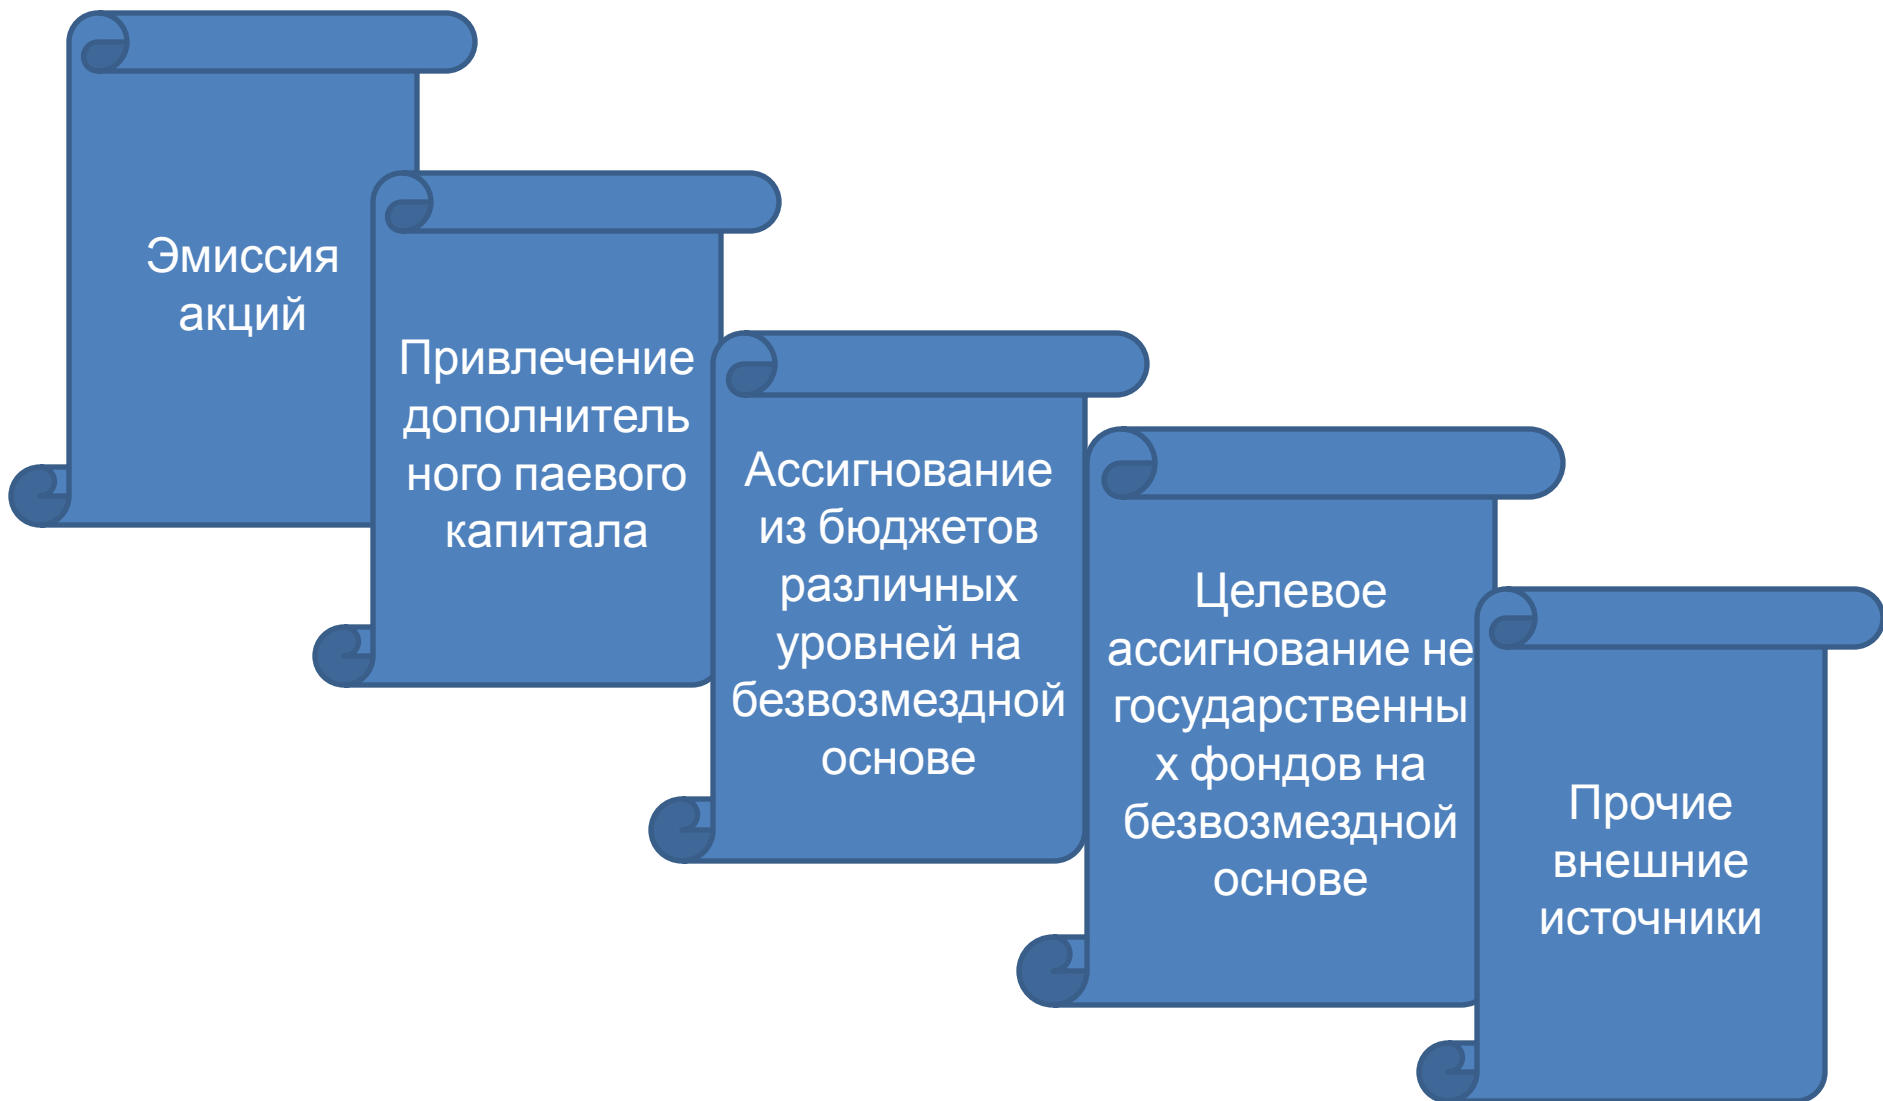 Эмиссия
акций
Привлечение
дополнитель
ного паевого
капитала
Ассигнование
из бюджетов
различных
уровней на
безвозмездной
основе
Целевое
ассигнование не
государственны
х фондов на
безвозмездной
основе
Прочие
внешние
источники